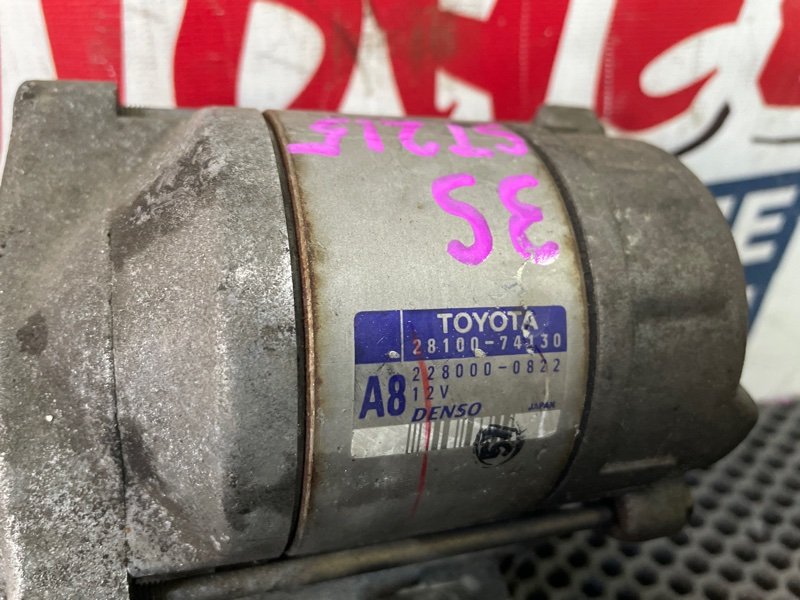 ST215
3S
TOYOTA
28100-74130
228000-0822
A8
12V
DENSO
JAPAN